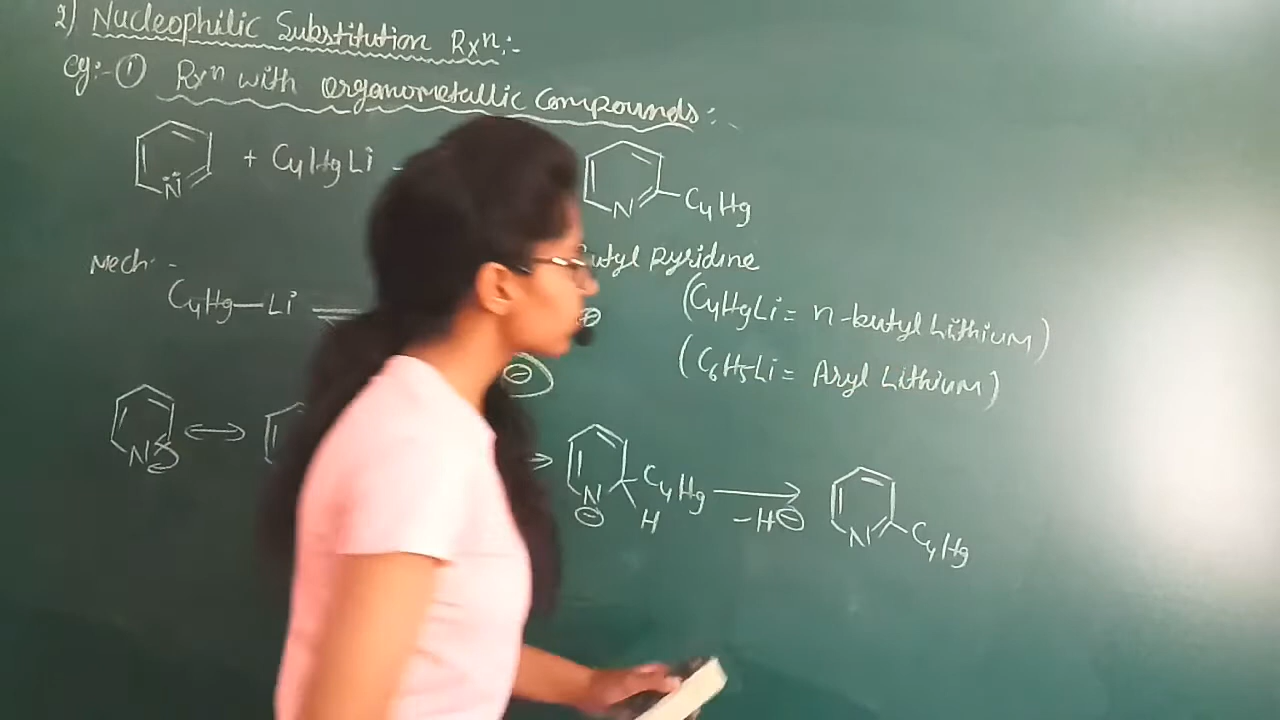 2) Nucleophilic Substitution Rxⁿ:-
eg:-① Rxⁿ with Organometallic Compounds:-
N̈ + C₄H₉Li - N C₄H₉
utyl pyridine
Mech -
C₄H₉—Li ⇌ ⊕
(C₄H₉Li = n-butyl Lithium)
(C₆H₅Li = Aryl Lithium)
⊖
N ↔ → N ⊖ C₄H₉ H → -H⊖ N C₄H₉